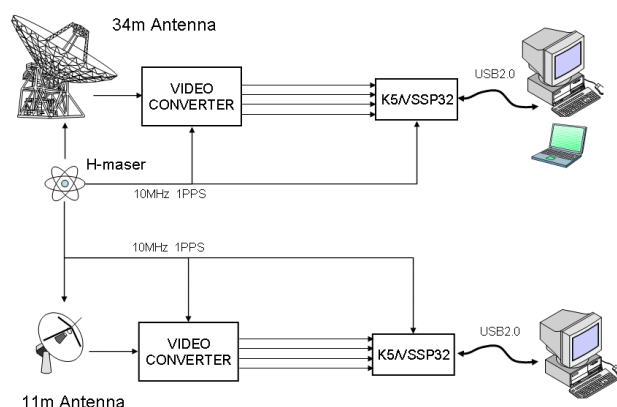 34m Antenna
VIDEO
CONVERTER
K5/VSSP32
USB2.0
H-maser
10MHz 1PPS
10MHz 1PPS
VIDEO
CONVERTER
K5/VSSP32
USB2.0
11m Antenna